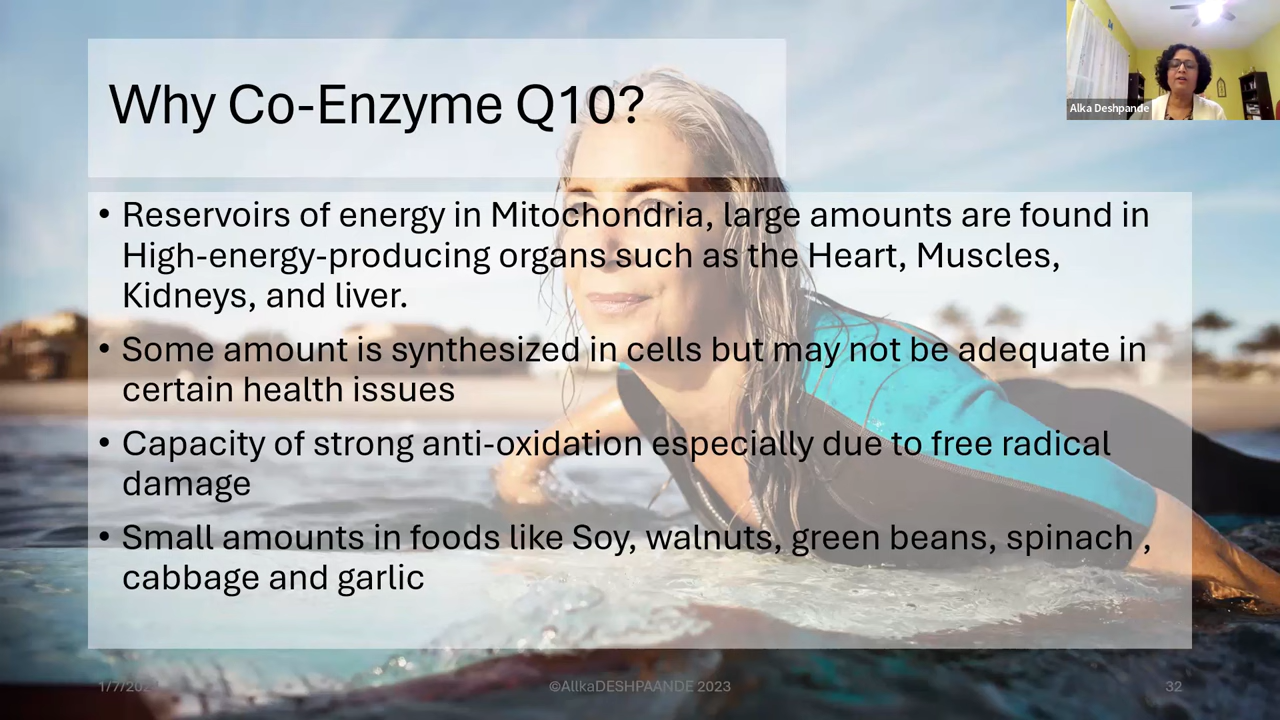 Why Co-Enzyme Q10?
Alka Deshpande
• Reservoirs of energy in Mitochondria, large amounts are found in
High-energy-producing organs such as the Heart, Muscles,
Kidneys, and liver.
• Some amount is synthesized in cells but may not be adequate in
certain health issues
• Capacity of strong anti-oxidation especially due to free radical
damage
• Small amounts in foods like Soy, walnuts, green beans, spinach ,
cabbage and garlic
©AllkaDESHPAANDE 2023
32